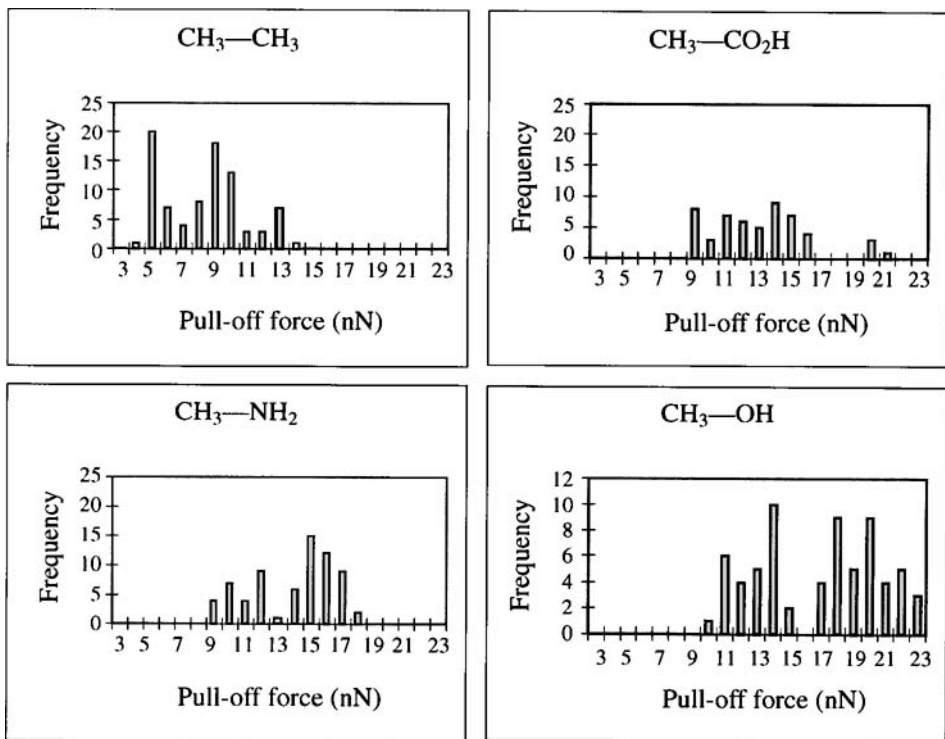 CH₃—CH₃
25
20
15
10
5
0
Frequency
3 5 7 9 11 13 15 17 19 21 23
Pull-off force (nN)
CH₃—CO₂H
25
20
15
10
5
0
Frequency
3 5 7 9 11 13 15 17 19 21 23
Pull-off force (nN)
CH₃—NH₂
25
20
15
10
5
0
Frequency
3 5 7 9 11 13 15 17 19 21 23
Pull-off force (nN)
CH₃—OH
12
10
8
6
4
2
0
Frequency
3 5 7 9 11 13 15 17 19 21 23
Pull-off force (nN)